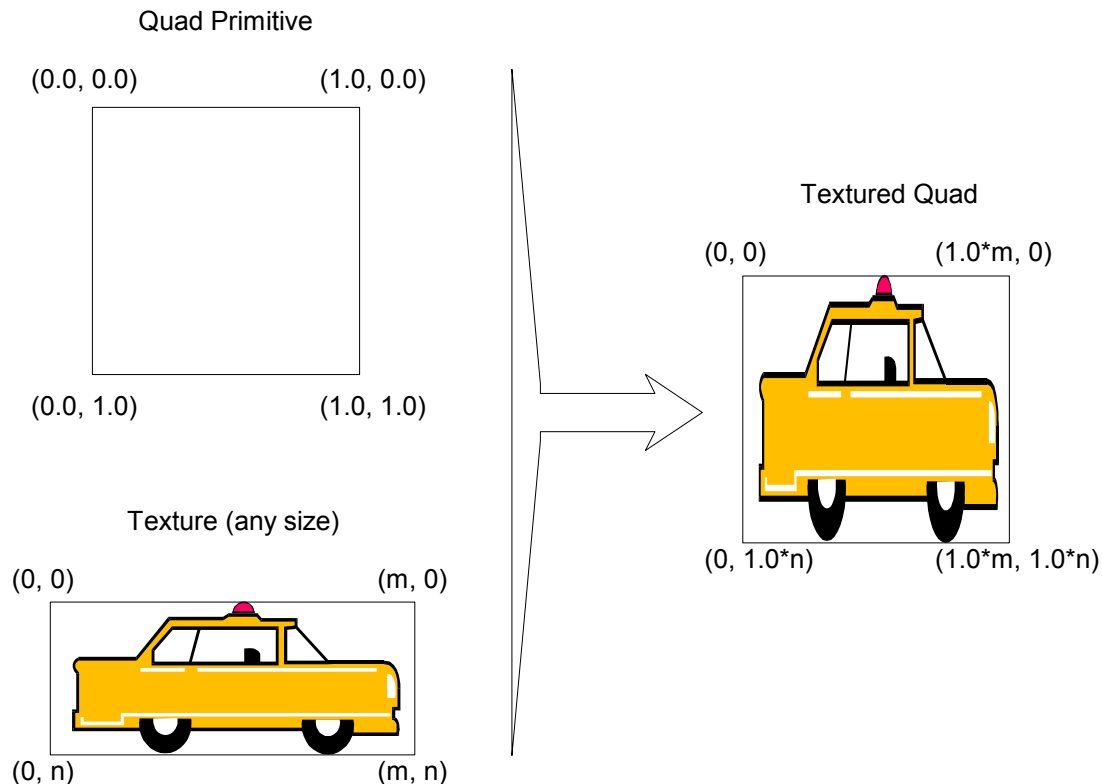 Quad Primitive
(0.0, 0.0) (1.0, 0.0)
(0.0, 1.0) (1.0, 1.0)
Texture (any size)
(0, 0) (m, 0)
(0, n) (m, n)
Textured Quad
(0, 0) (1.0*m, 0)
(0, 1.0*n) (1.0*m, 1.0*n)